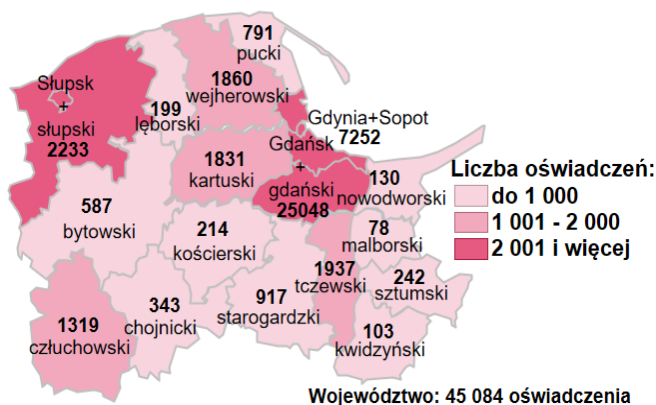 791
pucki
1860
wejherowski
Słupsk
+
słupski
2233
199
lęborski
Gdynia+Sopot
7252
Gdańsk
+
gdański
25048
1831
kartuski
130
nowodworski
587
bytowski
214
kościerski
78
malborski
1937
tczewski
242
sztumski
343
chojnicki
917
starogardzki
1319
człuchowski
103
kwidzyński
Liczba oświadczeń:
do 1 000
1 001 - 2 000
2 001 i więcej
Województwo: 45 084 oświadczenia